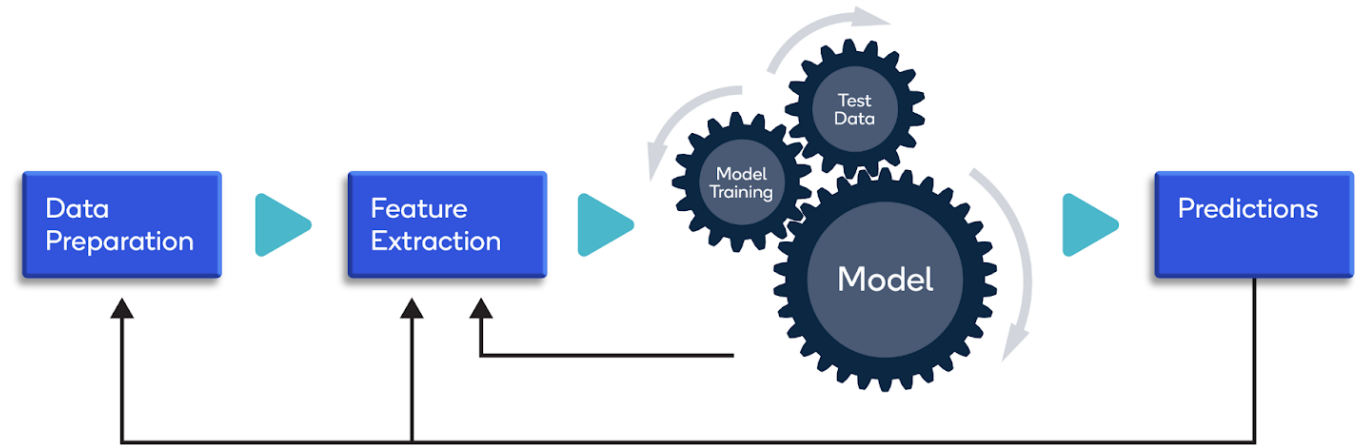 Data
Preparation
Feature
Extraction
Test
Data
Model
Training
Model
Predictions